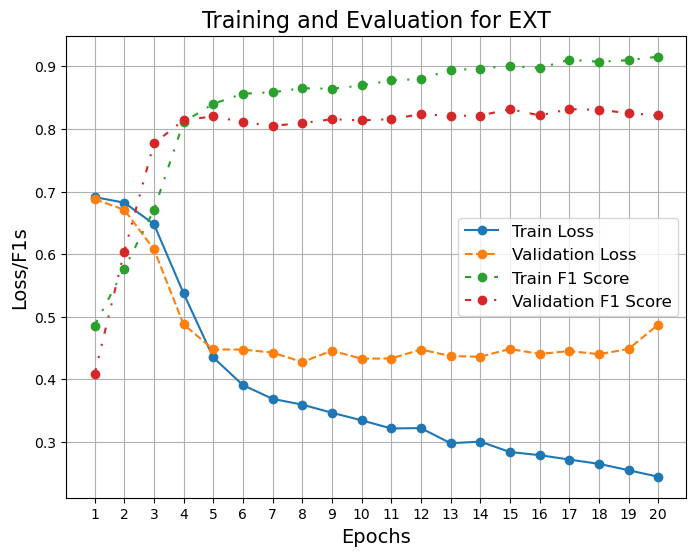 Training and Evaluation for EXT
Loss/F1s
0.9
0.8
0.7
0.6
0.5
0.4
0.3
Train Loss
Validation Loss
Train F1 Score
Validation F1 Score
1 2 3 4 5 6 7 8 9 10 11 12 13 14 15 16 17 18 19 20
Epochs